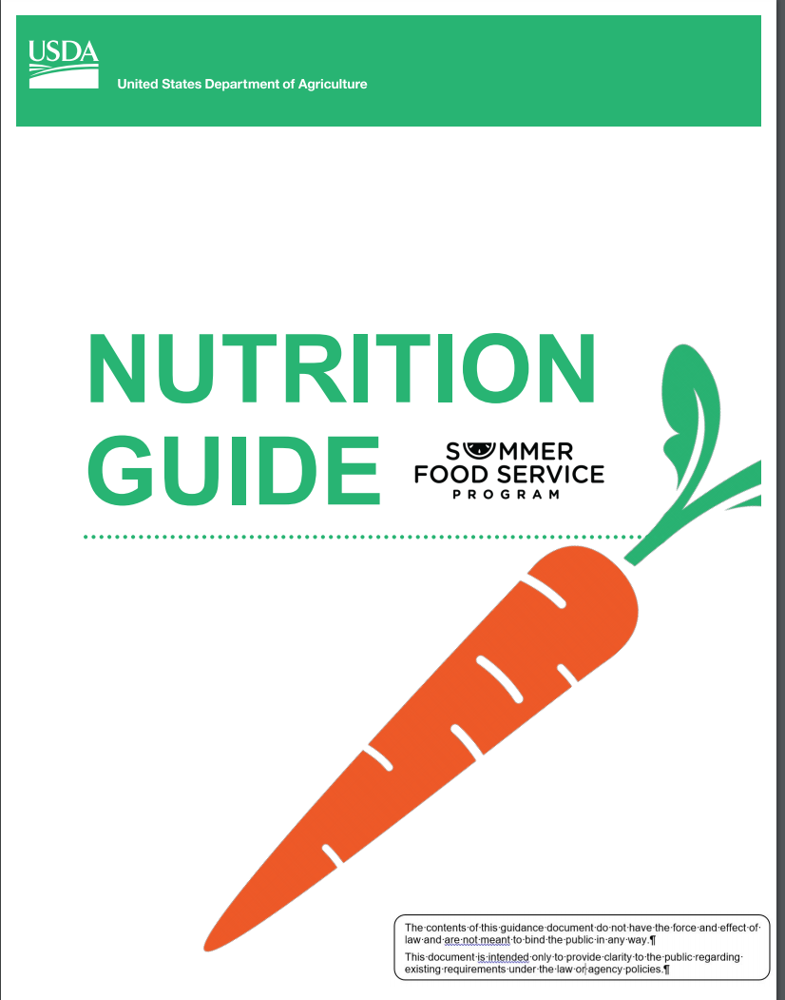 USDA
United States Department of Agriculture
NUTRITION
GUIDE
SUMMER
FOOD SERVICE
PROGRAM
The·contents·of·this·guidance·document·do·not·have·the·force·and·effect·of·
law·and·are·not·meant·to·bind·the·public·in·any·way.¶
This·document·is·intended·only·to·provide·clarity·to·the·public·regarding·
existing·requirements·under·the·law·or·agency·policies.¶